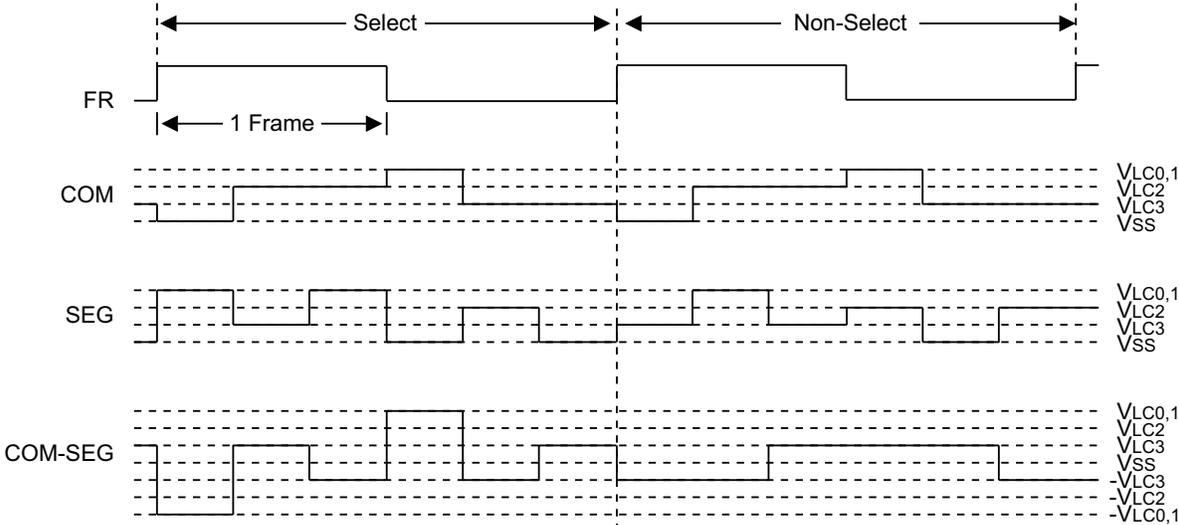 Select
Non-Select
FR
1 Frame
COM
VLC0,1
VLC2
VLC3
VSS
SEG
VLC0,1
VLC2
VLC3
VSS
COM-SEG
VLC0,1
VLC2
VLC3
VSS
-VLC3
-VLC2
-VLC0,1